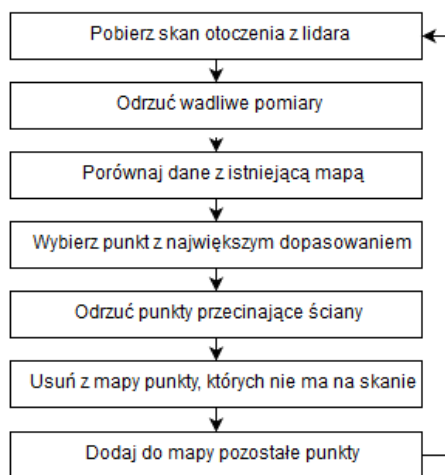 Pobierz skan otoczenia z lidara
Odrzuć wadliwe pomiary
Porównaj dane z istniejącą mapą
Wybierz punkt z największym dopasowaniem
Odrzuć punkty przecinające ściany
Usuń z mapy punkty, których nie ma na skanie
Dodaj do mapy pozostałe punkty